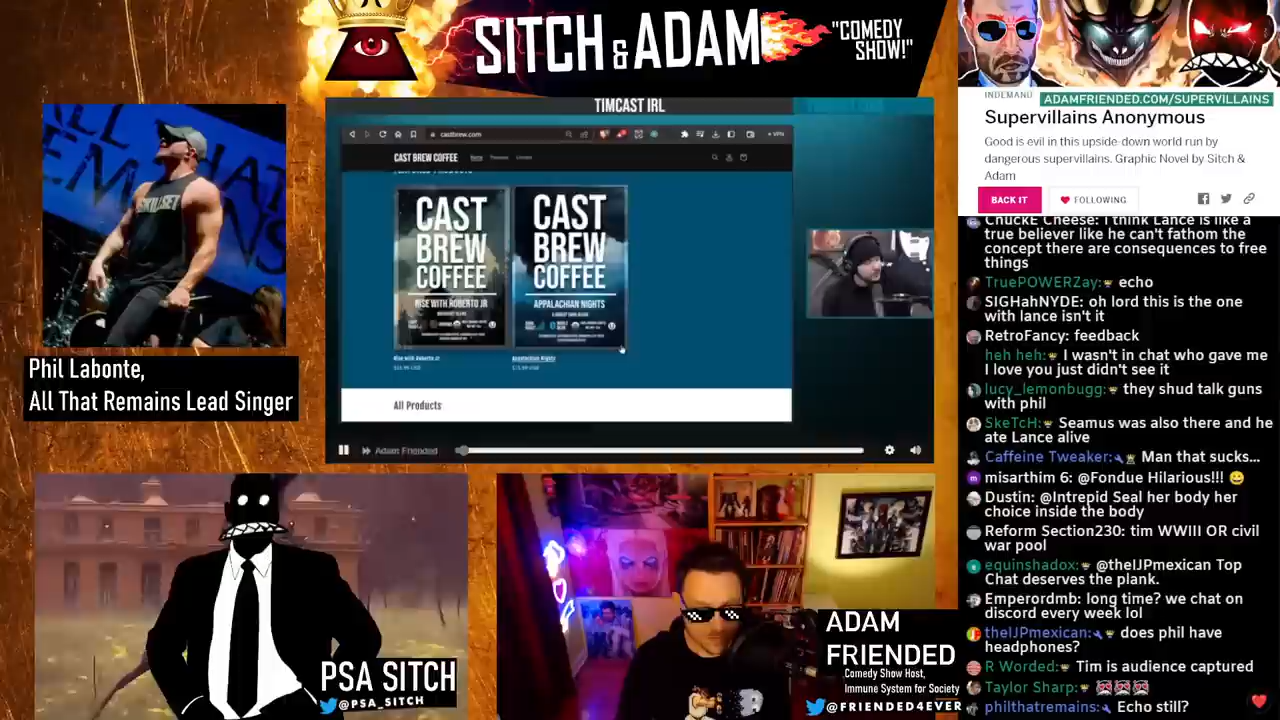 SITCH & ADAM
"COMEDY
SHOW!"
TIMCAST IRL
castbrew.com
VPN
CAST BREW COFFEE
Home
CAST
BREW
COFFEE
RISE WITH ROBERTO JR
CAST
BREW
COFFEE
APPALACHIAN NIGHTS
Rise with Roberto Jr
Appalachian Nights
All Products
Adam Friended
Phil Labonte,
All That Remains Lead Singer
PSA SITCH
@PSA_SITCH
ADAM
FRIENDED
Comedy Show Host,
Immune System for Society
@FRIENDED4EVER
INDEMAND
ADAMFRIENDED.COM/SUPERVILLAINS
Supervillains Anonymous
Good is evil in this upside-down world run by
dangerous supervillains. Graphic Novel by Sitch &
Adam
BACK IT
FOLLOWING
ChuckE Cheese: I think Lance is like a
true believer like he can't fathom the
concept there are consequences to free
things
TruePOWERZay: echo
SIGHahNYDE: oh lord this is the one
with lance isn't it
RetroFancy: feedback
heh heh: I wasn't in chat who gave me
I love you just didn't see it
lucy_lemonbugg: they shud talk guns
with phil
SkeTcH: Seamus was also there and he
ate Lance alive
Caffeine Tweaker: Man that sucks...
misarthim 6: @Fondue Hilarious!!! 😀
Dustin: @Intrepid Seal her body her
choice inside the body
Reform Section230: tim WWIII OR civil
war pool
equinshadox: @theIJPmexican Top
Chat deserves the plank.
Emperordmb: long time? we chat on
discord every week lol
theIJPmexican: does phil have
headphones?
R Worded: Tim is audience captured
Taylor Sharp:
philthatremains: Echo still?